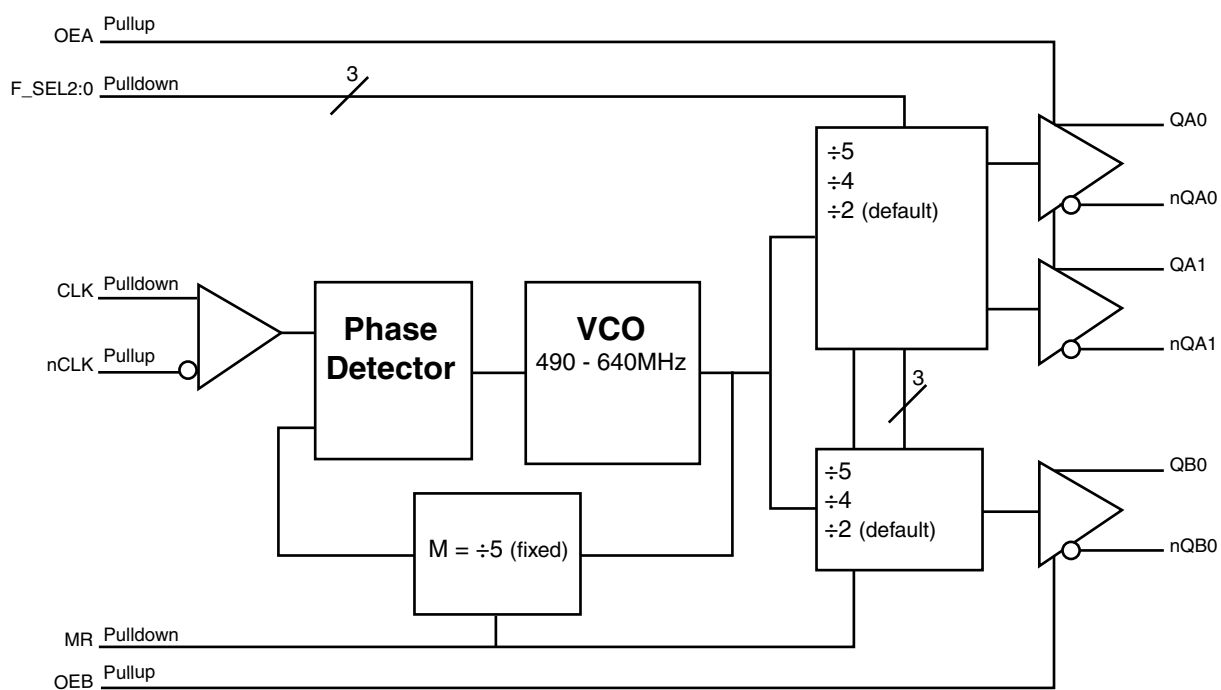 OEA Pullup
F_SEL2:0 Pulldown
3
QA0
÷5
÷4
÷2 (default)
nQA0
QA1
CLK Pulldown
Phase
Detector
VCO
490 - 640MHz
nCLK Pullup
nQA1
3
÷5
÷4
÷2 (default)
QB0
M = ÷5 (fixed)
nQB0
MR Pulldown
OEB Pullup